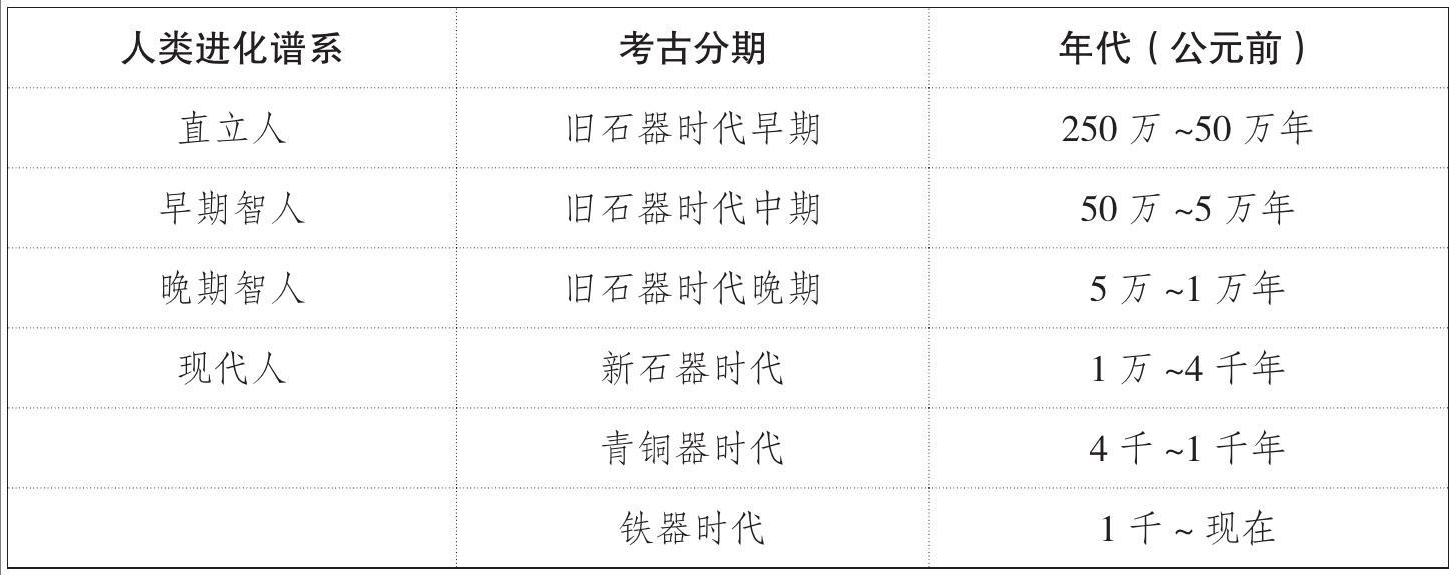 人类进化谱系 考古分期 年代（公元前）
直立人 旧石器时代早期 250 万 ~50 万年
早期智人 旧石器时代中期 50 万 ~5 万年
晚期智人 旧石器时代晚期 5 万 ~1 万年
现代人 新石器时代 1 万 ~4 千年
青铜器时代 4 千 ~1 千年
铁器时代 1 千 ~ 现在